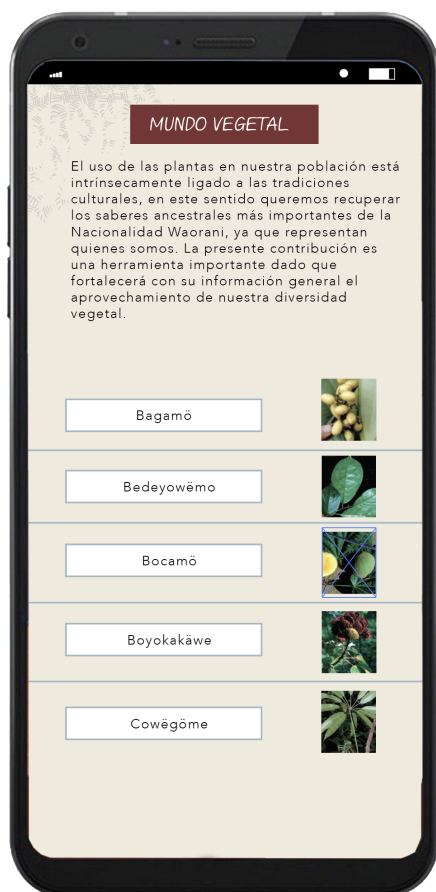 MUNDO VEGETAL
El uso de las plantas en nuestra población está
intrínsecamente ligado a las tradiciones
culturales, en este sentido queremos recuperar
los saberes ancestrales más importantes de la
Nacionalidad Waorani, ya que representan
quienes somos. La presente contribución es
una herramienta importante dado que
fortalecerá con su información general el
aprovechamiento de nuestra diversidad
vegetal.
Bagamö
Bedeyowëmo
Bocamö
Boyokakäwe
Cowëgöme